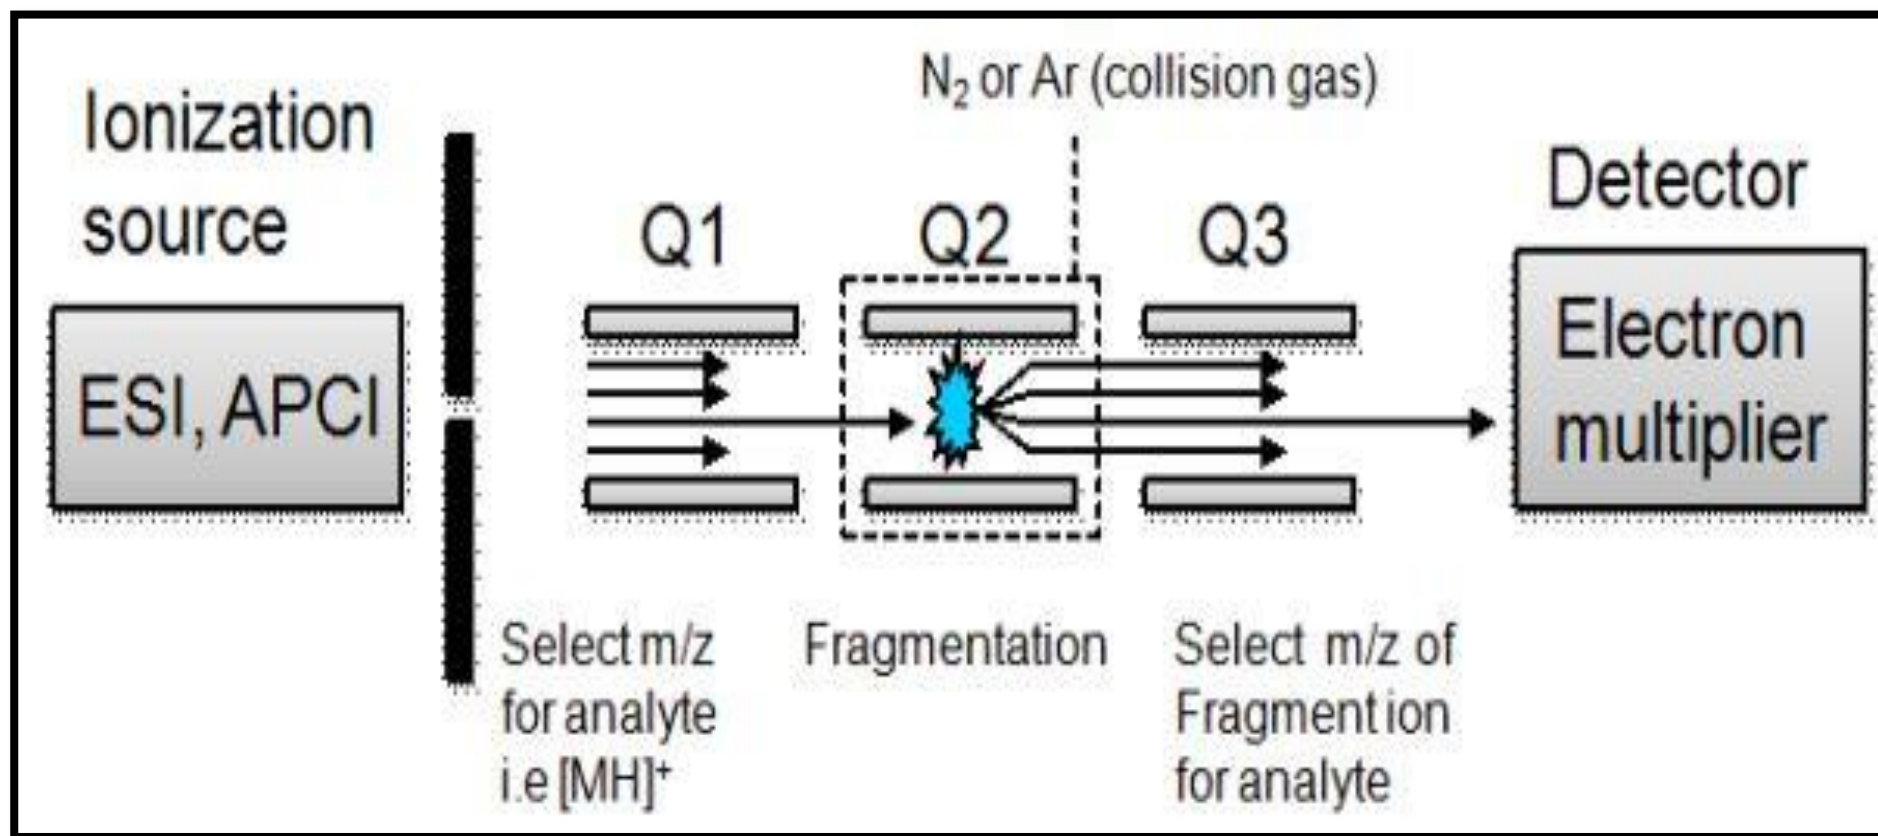 N₂ or Ar (collision gas)
Ionization
source
Q1
Q2
Q3
Detector
ESI, APCI
Electron
multiplier
Select m/z
for analyte
i.e [MH]⁺
Fragmentation
Select m/z of
Fragment ion
for analyte